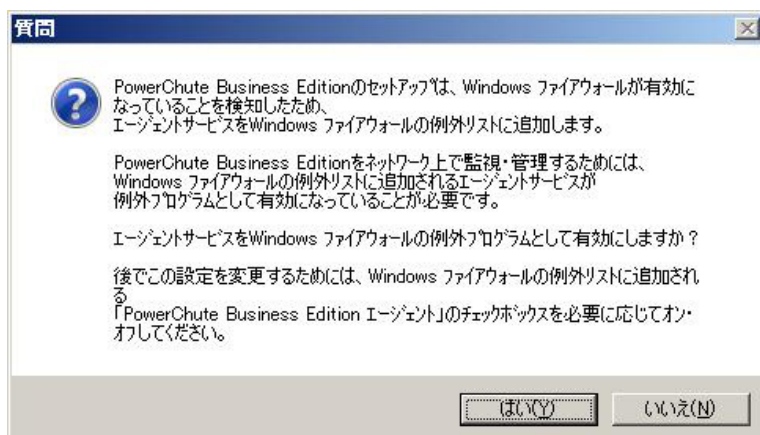 質問
PowerChute Business Editionのセットアップは、Windows ファイアウォールが有効に
なっていることを検知したため、
エージェントサービスをWindows ファイアウォールの例外リストに追加します。
PowerChute Business Editionをネットワーク上で監視・管理するためには、
Windows ファイアウォールの例外リストに追加されるエージェントサービスが
例外プログラムとして有効になっていることが必要です。
エージェントサービスをWindows ファイアウォールの例外プログラムとして有効にしますか？
後でこの設定を変更するためには、Windows ファイアウォールの例外リストに追加され
る
「PowerChute Business Edition エージェント」のチェックボックスを必要に応じてオン・
オフしてください。
はい(Y) いいえ(N)